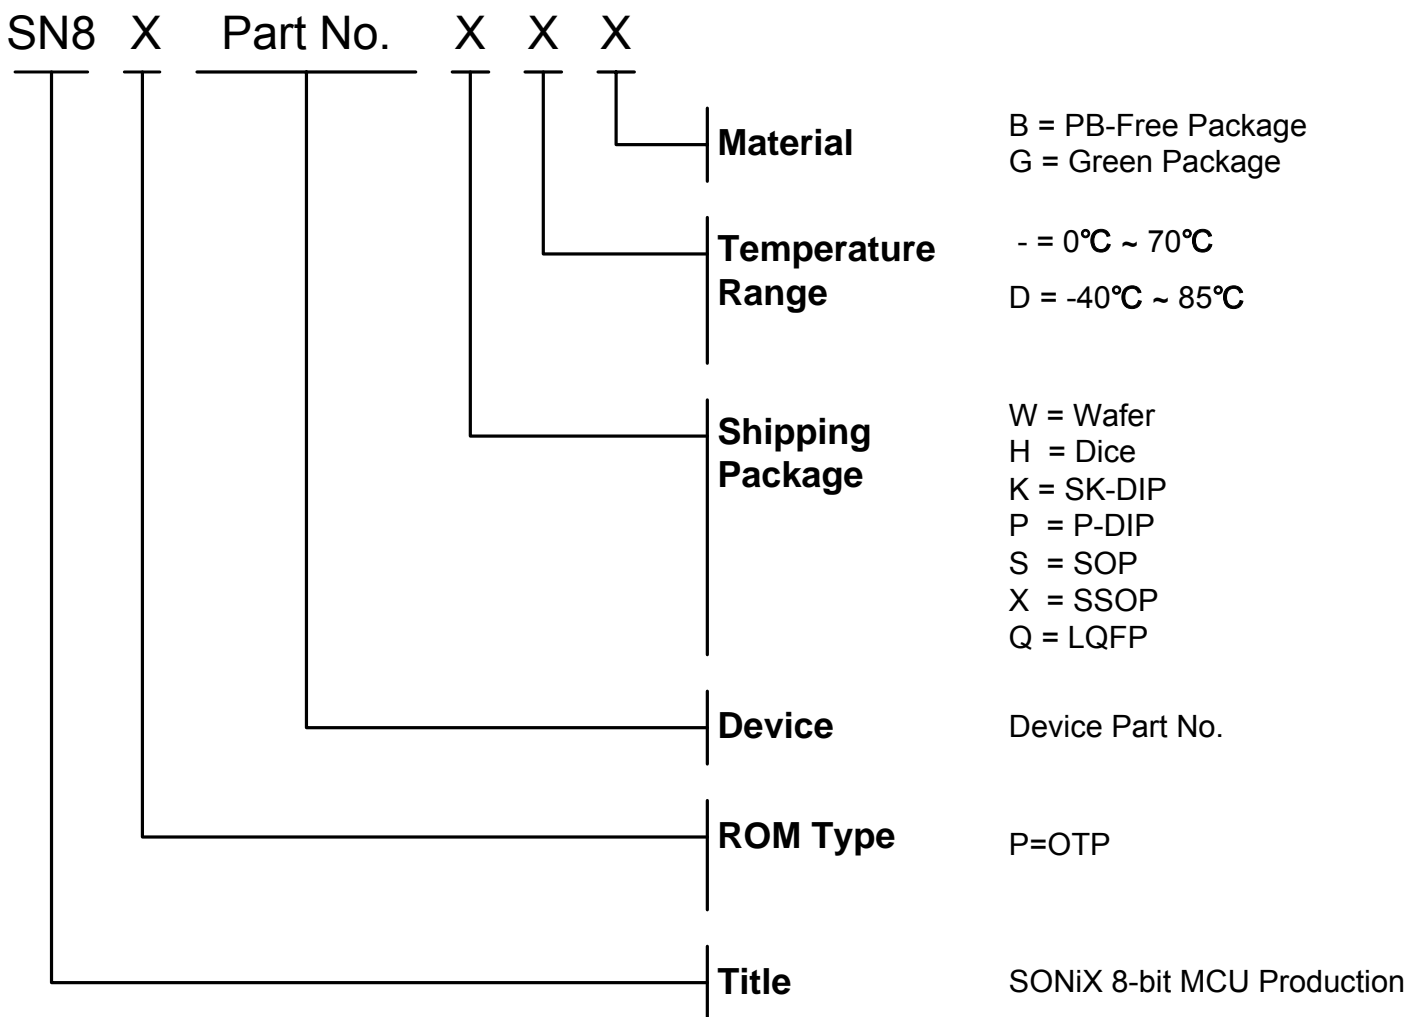 SN8 X Part No. X X X
Material
B = PB-Free Package
G = Green Package
Temperature
Range
- = 0℃ ~ 70℃
D = -40℃ ~ 85℃
Shipping
Package
W = Wafer
H = Dice
K = SK-DIP
P = P-DIP
S = SOP
X = SSOP
Q = LQFP
Device
Device Part No.
ROM Type
P=OTP
Title
SONiX 8-bit MCU Production